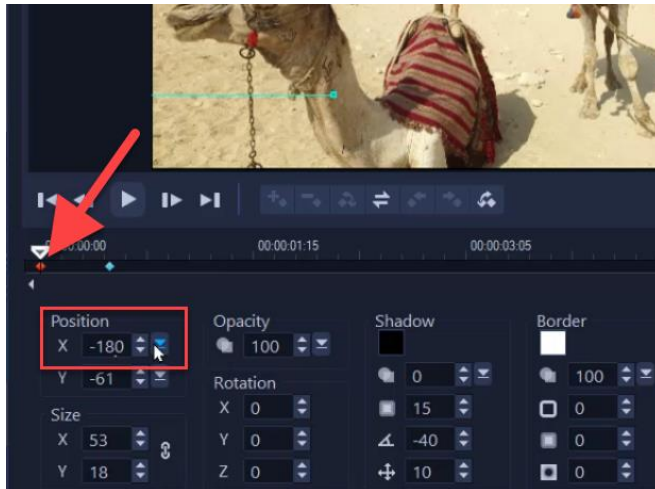 00:00:00:00 00:00:01:15 00:00:03:05
Position Opacity Shadow Border
X -180 100
Y -61 0 100
Rotation
Size X 0 15 0
X 53 Y 0 -40 0
Y 18 Z 0 10 0